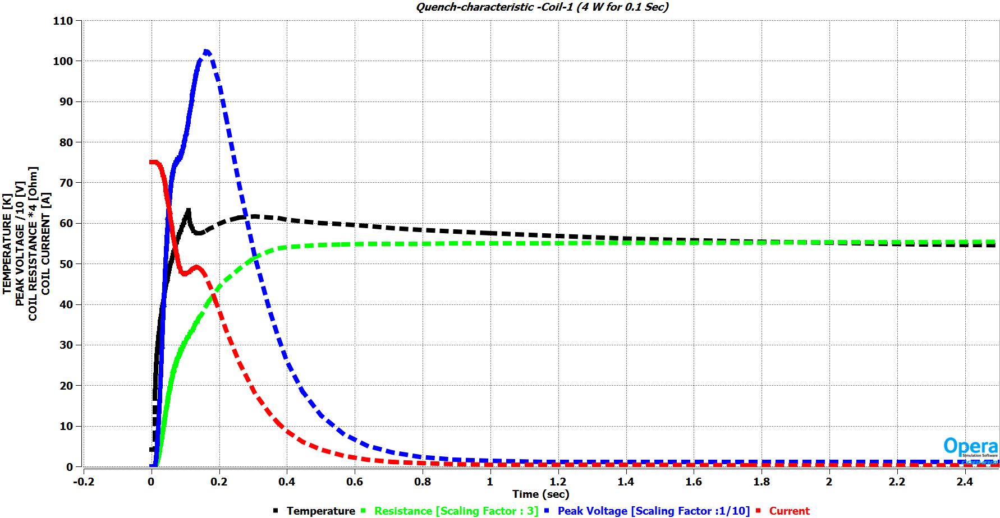 Quench-characteristic -Coil-1 (4 W for 0.1 Sec)
110
100
90
80
70
60
50
40
30
20
10
0
TEMPERATURE [K]
PEAK VOLTAGE /10 [V]
COIL RESISTANCE *4 [Ohm]
COIL CURRENT [A]
-0.2 0 0.2 0.4 0.6 0.8 1 1.2 1.4 1.6 1.8 2 2.2 2.4
Time (sec)
Opera
Simulation Software
Temperature Resistance [Scaling Factor : 3] Peak Voltage [Scaling Factor :1/10] Current